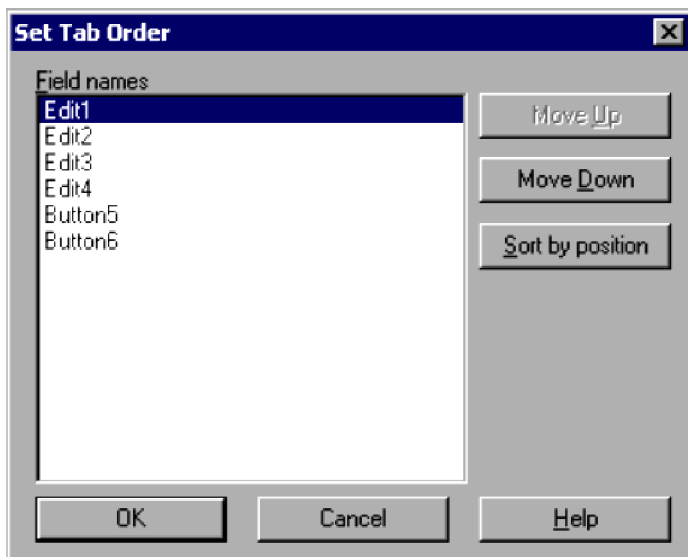 Set Tab Order
Field names
Edit1
Edit2
Edit3
Edit4
Button5
Button6
Move Up
Move Down
Sort by position
OK
Cancel
Help